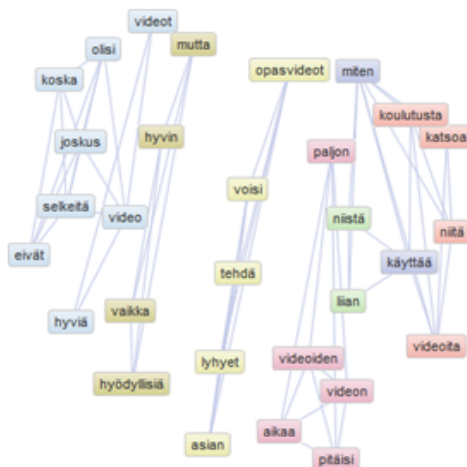 videot
mutta
olisi
koska
opasvideot
miten
koulutusta
katsoa
joskus
hyvin
paljon
voisi
selkeitä
video
niistä
niitä
eivät
käyttää
tehdä
liian
hyviä
vaikka
videoita
videoiden
lyhyet
hyödyllisiä
videon
aikaa
asian
pitäisi